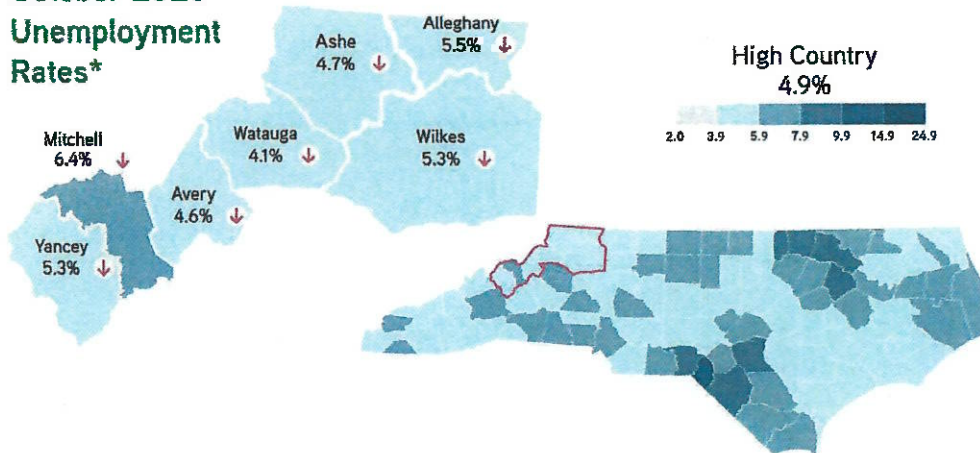 Unemployment
Rates*
Ashe
4.7%
Alleghany
5.5%
High Country
4.9%
2.0 3.9 5.9 7.9 9.9 14.9 24.9
Mitchell
6.4%
Watauga
4.1%
Wilkes
5.3%
Avery
4.6%
Yancey
5.3%